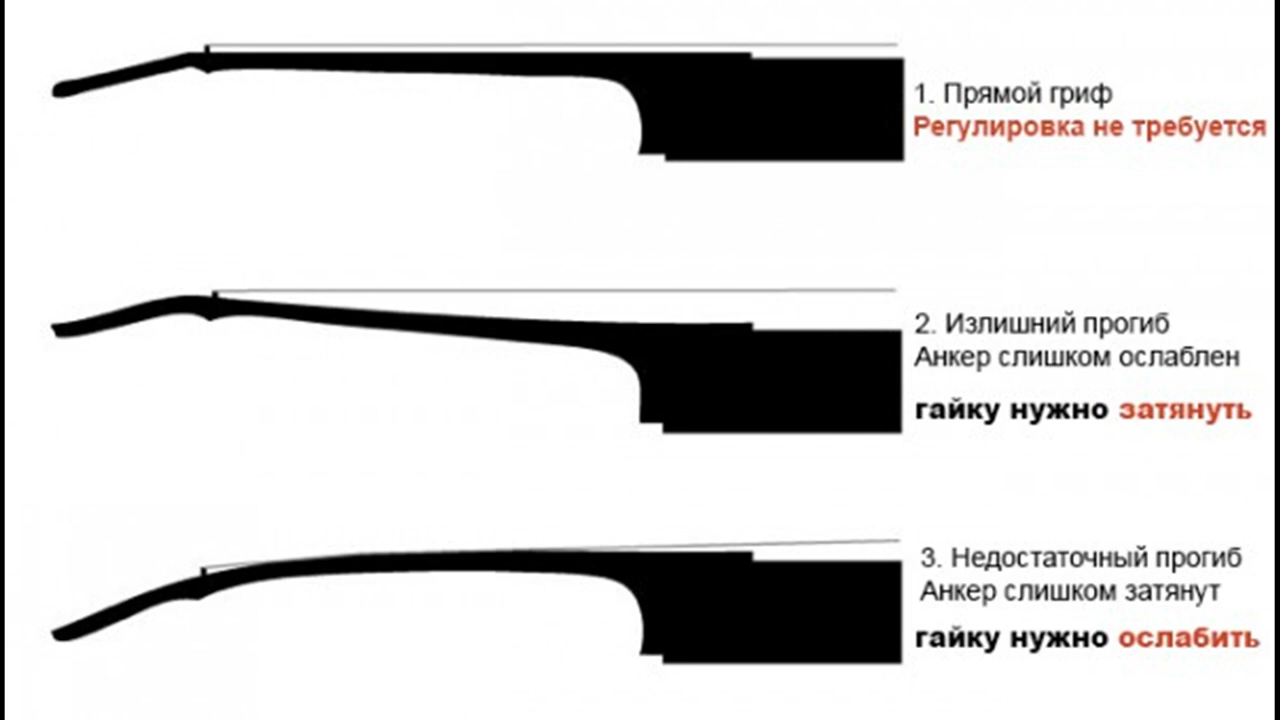 1. Прямой гриф
Регулировка не требуется
2. Излишний прогиб
Анкер слишком ослаблен
гайку нужно затянуть
3. Недостаточный прогиб
Анкер слишком затянут
гайку нужно ослабить